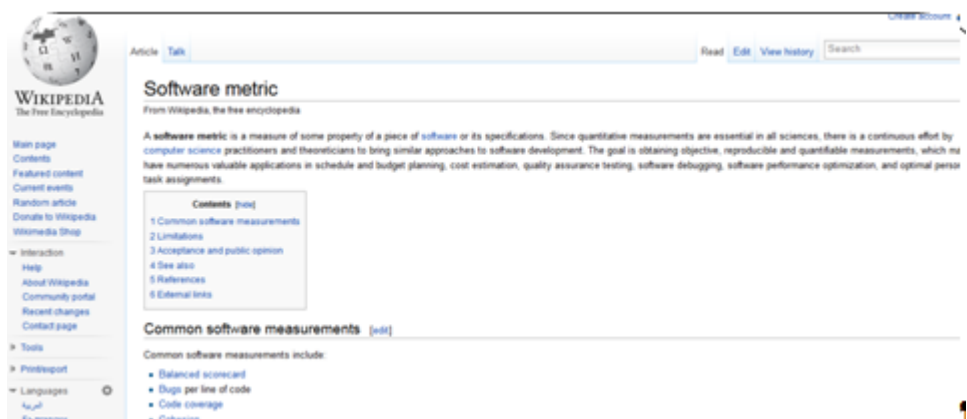 Create account
Article Talk
Read Edit View history Search
WIKIPEDIA
The Free Encyclopedia
Main page
Contents
Featured content
Current events
Random article
Donate to Wikipedia
Wikimedia Shop
Interaction
Help
About Wikipedia
Community portal
Recent changes
Contact page
Tools
Print/export
Languages
العربية
Software metric
From Wikipedia, the free encyclopedia
A software metric is a measure of some property of a piece of software or its specifications. Since quantitative measurements are essential in all sciences, there is a continuous effort by
computer science practitioners and theoreticians to bring similar approaches to software development. The goal is obtaining objective, reproducible and quantifiable measurements, which ma
have numerous valuable applications in schedule and budget planning, cost estimation, quality assurance testing, software debugging, software performance optimization, and optimal person
task assignments.
Contents [hide]
1 Common software measurements
2 Limitations
3 Acceptance and public opinion
4 See also
5 References
6 External links
Common software measurements [edit]
Common software measurements include:
Balanced scorecard
Bugs per line of code
Code coverage
Cohesion